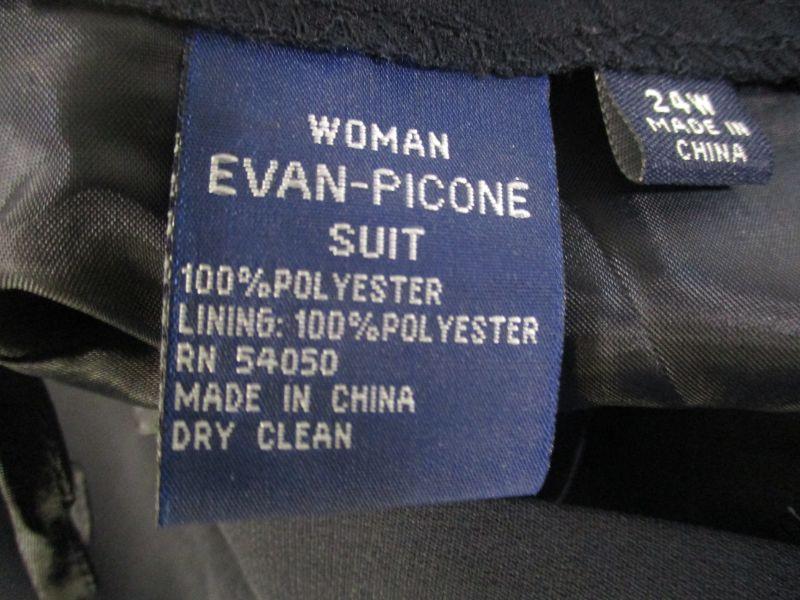 WOMAN
EVAN-PICONE
SUIT
100%POLYESTER
LINING: 100%POLYESTER
RN 54050
MADE IN CHINA
DRY CLEAN
24W
MADE IN
CHINA